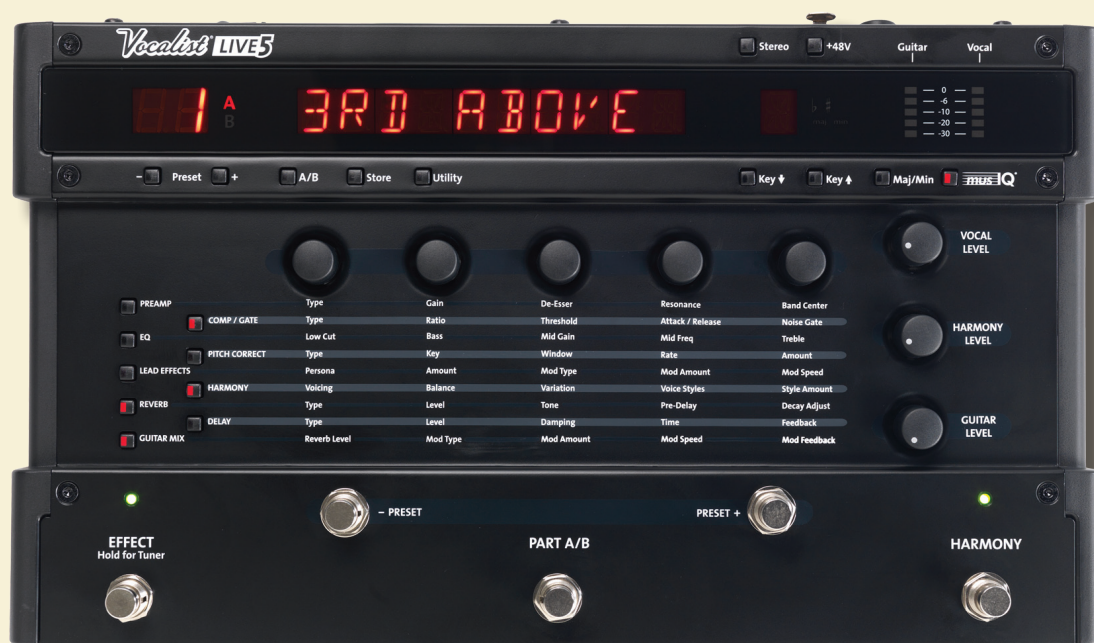 Vocalist LIVE5
Stereo +48V Guitar Vocal
1 A 3RD ABOVE
B
0
-6
-10
-20
-30
- Preset + A/B Store Utility Key Key Maj/Min musIQ
VOCAL
LEVEL
PREAMP Type Gain De-Esser Resonance Band Center
COMP / GATE Type Ratio Threshold Attack / Release Noise Gate
EQ Low Cut Bass Mid Gain Mid Freq Treble
HARMONY
LEVEL
PITCH CORRECT Type Key Window Rate Amount
LEAD EFFECTS Persona Amount Mod Type Mod Amount Mod Speed
HARMONY Voicing Balance Variation Voice Styles Style Amount
REVERB Type Level Tone Pre-Delay Decay Adjust
DELAY Type Level Damping Time Feedback
GUITAR
LEVEL
GUITAR MIX Reverb Level Mod Type Mod Amount Mod Speed Mod Feedback
– PRESET PRESET +
EFFECT
Hold for Tuner
PART A/B
HARMONY